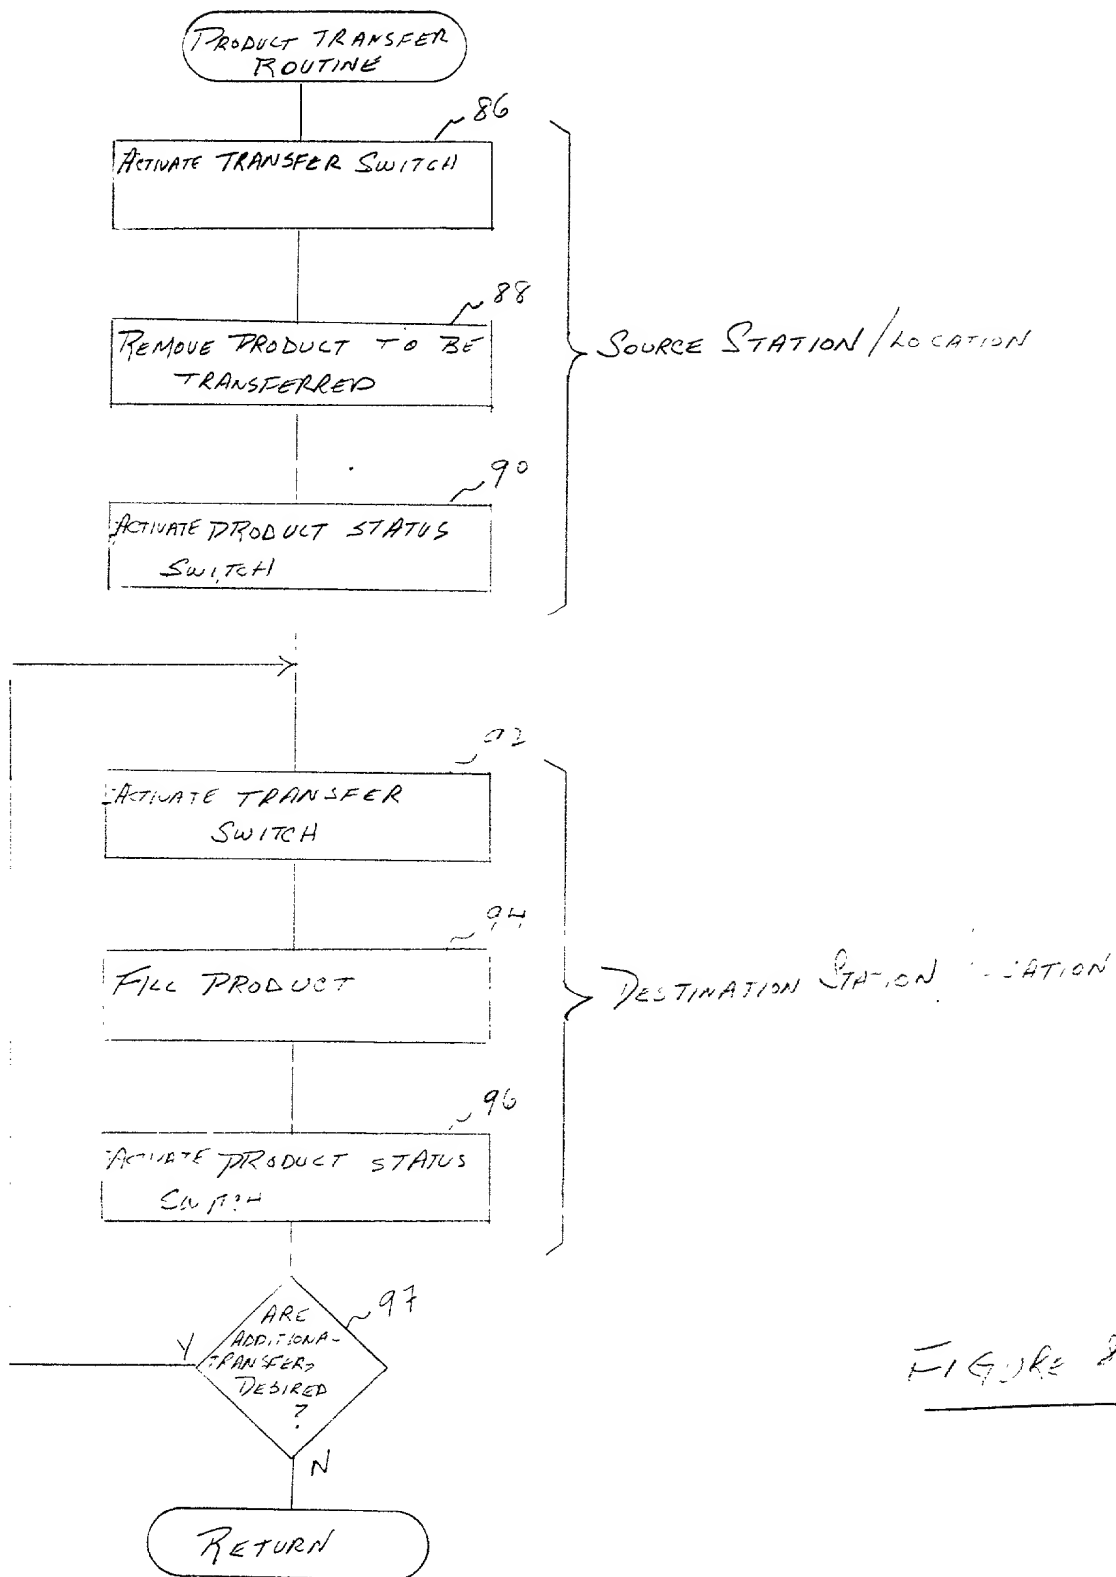 PRODUCT TRANSFER
ROUTINE
86
ACTIVATE TRANSFER SWITCH
88
REMOVE PRODUCT TO BE
TRANSFERRED
SOURCE STATION/LOCATION
90
ACTIVATE PRODUCT STATUS
SWITCH
92
ACTIVATE TRANSFER
SWITCH
94
FILL PRODUCT
DESTINATION STATION
96
ACTIVATE PRODUCT STATUS
SWITCH
97
ARE
ADDITIONAL
TRANSFERS
DESIRED
?
Y
N
FIGURE 8
RETURN